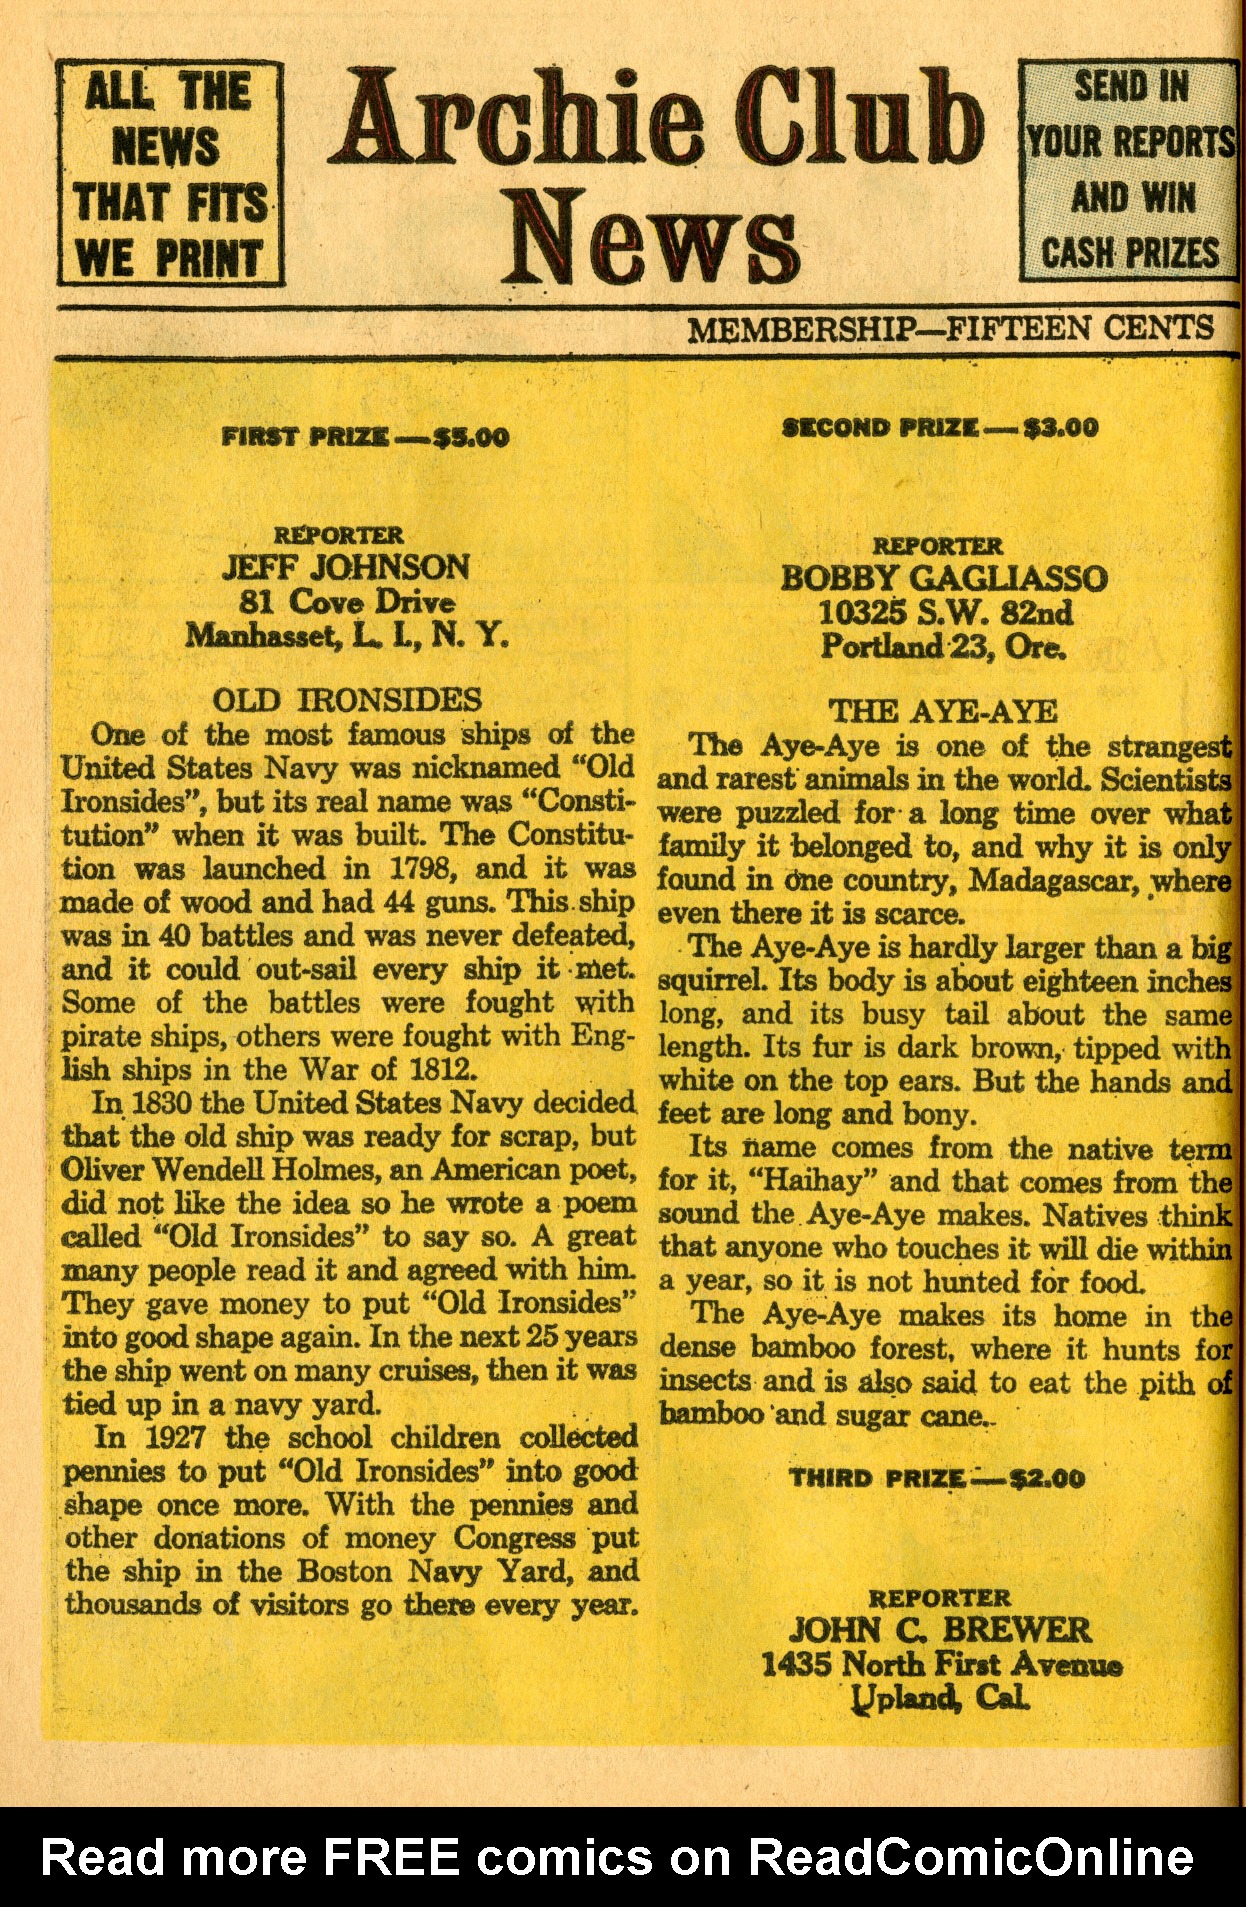 ALL THE
NEWS
THAT FITS
WE PRINT
Archie Club
News
SEND IN
YOUR REPORTS
AND WIN
CASH PRIZES
MEMBERSHIP—FIFTEEN CENTS
FIRST PRIZE—$5.00
REPORTER
JEFF JOHNSON
81 Cove Drive
Manhasset, L. I., N. Y.
OLD IRONSIDES
One of the most famous ships of the
United States Navy was nicknamed "Old
Ironsides", but its real name was "Consti-
tution" when it was built. The Constitu-
tion was launched in 1798, and it was
made of wood and had 44 guns. This ship
was in 40 battles and was never defeated,
and it could out-sail every ship it met.
Some of the battles were fought with
pirate ships, others were fought with Eng-
lish ships in the War of 1812.
In 1830 the United States Navy decided
that the old ship was ready for scrap, but
Oliver Wendell Holmes, an American poet,
did not like the idea so he wrote a poem
called "Old Ironsides" to say so. A great
many people read it and agreed with him.
They gave money to put "Old Ironsides"
into good shape again. In the next 25 years
the ship went on many cruises, then it was
tied up in a navy yard.
In 1927 the school children collected
pennies to put "Old Ironsides" into good
shape once more. With the pennies and
other donations of money Congress put
the ship in the Boston Navy Yard, and
thousands of visitors go there every year.
SECOND PRIZE—$3.00
REPORTER
BOBBY GAGLIASSO
10325 S.W. 82nd
Portland 23, Ore.
THE AYE-AYE
The Aye-Aye is one of the strangest
and rarest animals in the world. Scientists
were puzzled for a long time over what
family it belonged to, and why it is only
found in one country, Madagascar, where
even there it is scarce.
The Aye-Aye is hardly larger than a big
squirrel. Its body is about eighteen inches
long, and its busy tail about the same
length. Its fur is dark brown, tipped with
white on the top ears. But the hands and
feet are long and bony.
Its name comes from the native term
for it, "Haihay" and that comes from the
sound the Aye-Aye makes. Natives think
that anyone who touches it will die within
a year, so it is not hunted for food.
The Aye-Aye makes its home in the
dense bamboo forest, where it hunts for
insects and is also said to eat the pith of
bamboo and sugar cane.
THIRD PRIZE—$2.00
REPORTER
JOHN C. BREWER
1435 North First Avenue
Upland, Cal.
Read more FREE comics on ReadComicOnline